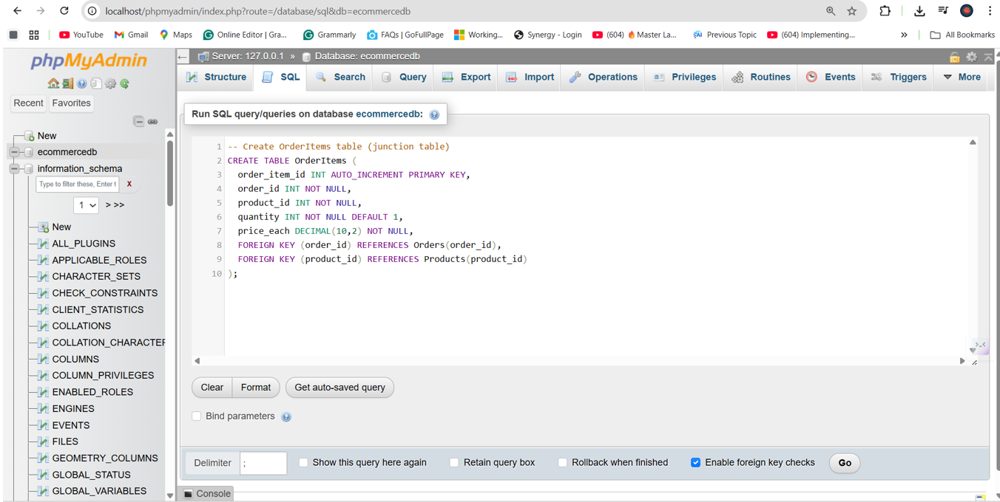 localhost/phpmyadmin/index.php?route=/database/sql&db=ecommercedb
YouTube Gmail Maps Online Editor | Gra... Grammarly FAQs | GoFullPage Working... Synergy - Login (604) 🔥 Master La... Previous Topic (604) Implementing... » All Bookmarks
phpMyAdmin
Recent Favorites
New
ecommercedb
information_schema
Type to filter these, Enter t X
1 > >>
New
ALL_PLUGINS
APPLICABLE_ROLES
CHARACTER_SETS
CHECK_CONSTRAINTS
CLIENT_STATISTICS
COLLATIONS
COLLATION_CHARACTER
COLUMNS
COLUMN_PRIVILEGES
ENABLED_ROLES
ENGINES
EVENTS
FILES
GEOMETRY_COLUMNS
GLOBAL_STATUS
GLOBAL_VARIABLES
Server: 127.0.0.1 » Database: ecommercedb
Structure SQL Search Query Export Import Operations Privileges Routines Events Triggers More
Run SQL query/queries on database ecommercedb:
1 -- Create OrderItems table (junction table)
2 CREATE TABLE OrderItems (
3 order_item_id INT AUTO_INCREMENT PRIMARY KEY,
4 order_id INT NOT NULL,
5 product_id INT NOT NULL,
6 quantity INT NOT NULL DEFAULT 1,
7 price_each DECIMAL(10,2) NOT NULL,
8 FOREIGN KEY (order_id) REFERENCES Orders(order_id),
9 FOREIGN KEY (product_id) REFERENCES Products(product_id)
10 );
Clear Format Get auto-saved query
Bind parameters
Delimiter ; Show this query here again Retain query box Rollback when finished Enable foreign key checks Go
Console